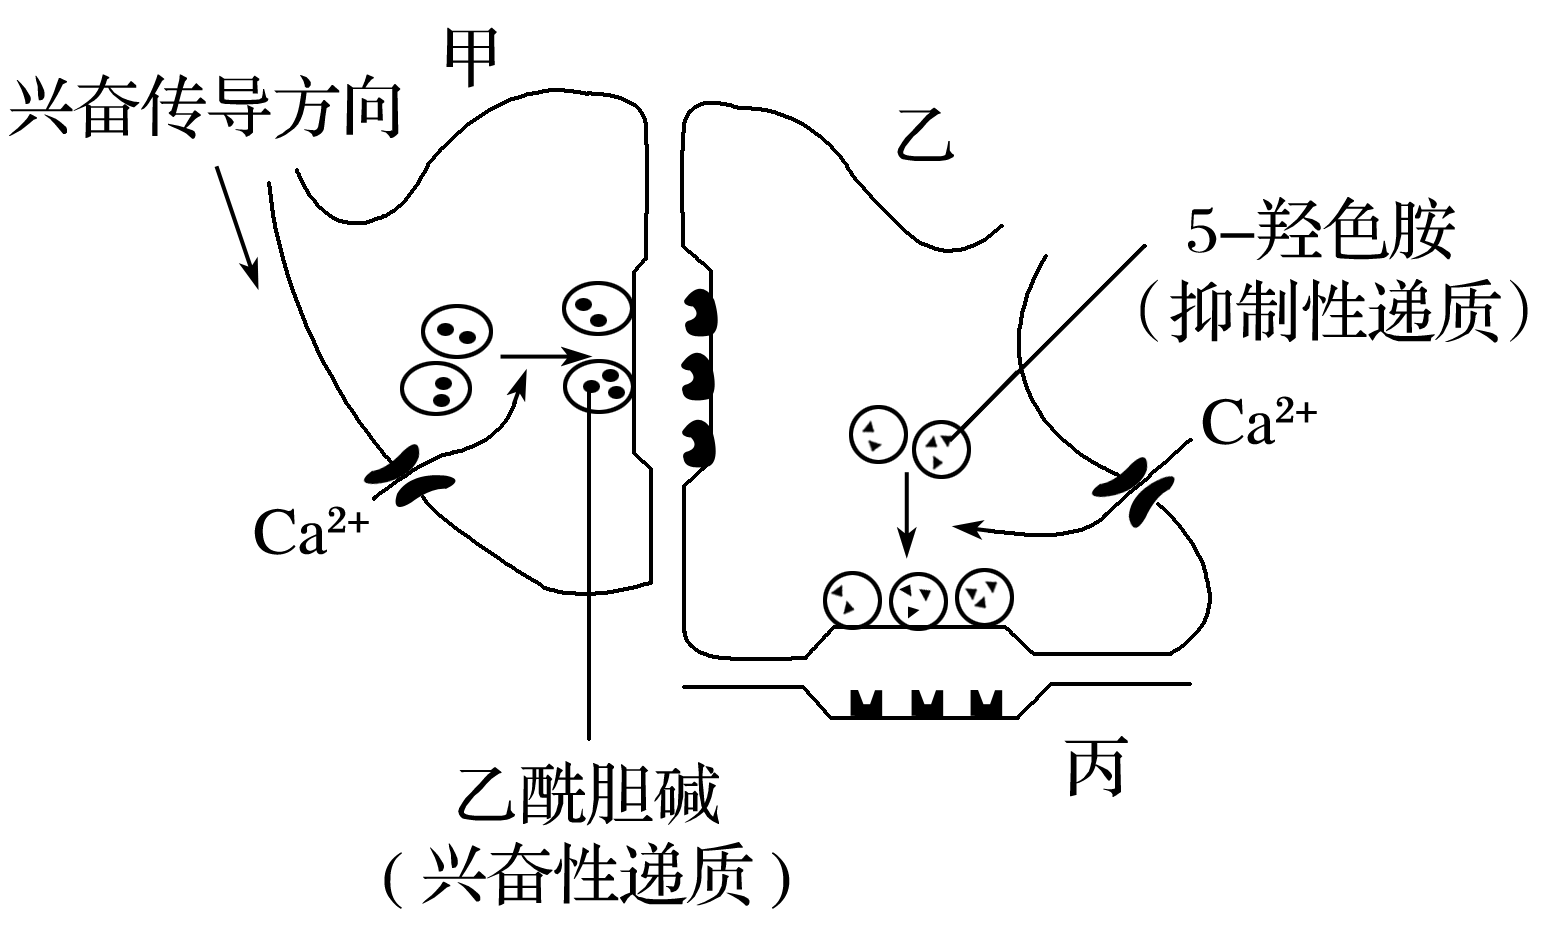 甲
兴奋传导方向
乙
5-羟色胺
(抑制性递质)
Ca²⁺
Ca²⁺
丙
乙酰胆碱
(兴奋性递质)